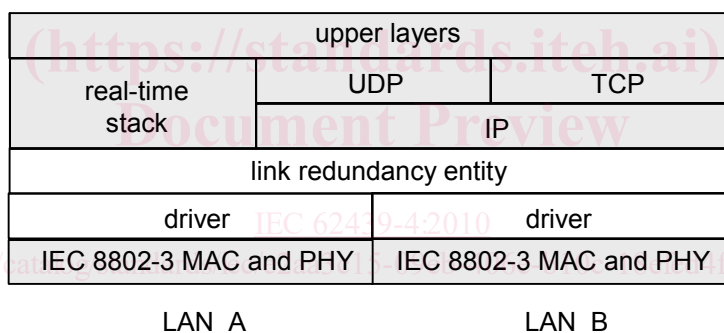 upper layers
(https://standards.iteh.ai)
real-time
stack
UDP
TCP
Document Preview
IP
link redundancy entity
driver
IEC 62439-4:2010
driver
IEC 8802-3 MAC and PHY
IEC 8802-3 MAC and PHY
LAN_A
LAN_B